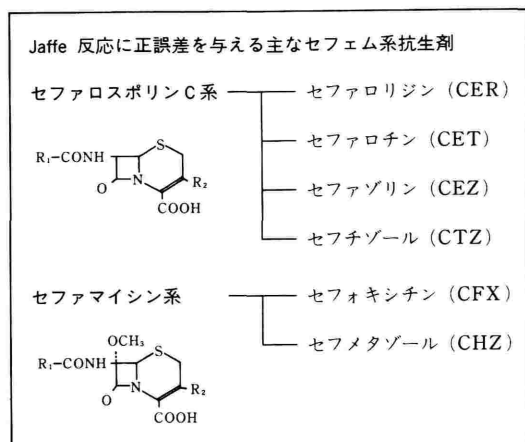 Jaffe 反応に正誤差を与える主なセフェム系抗生剤
セファロスポリンC系
セファロリジン（CER）
セファロチン（CET）
セファゾリン（CEZ）
セフチゾール（CTZ）
R₁-CONH
S
O
N
R₂
COOH
セファマイシン系
セフォキシチン（CFX）
セフメタゾール（CHZ）
OCH₃
R₁-CONH
S
O
N
R₂
COOH